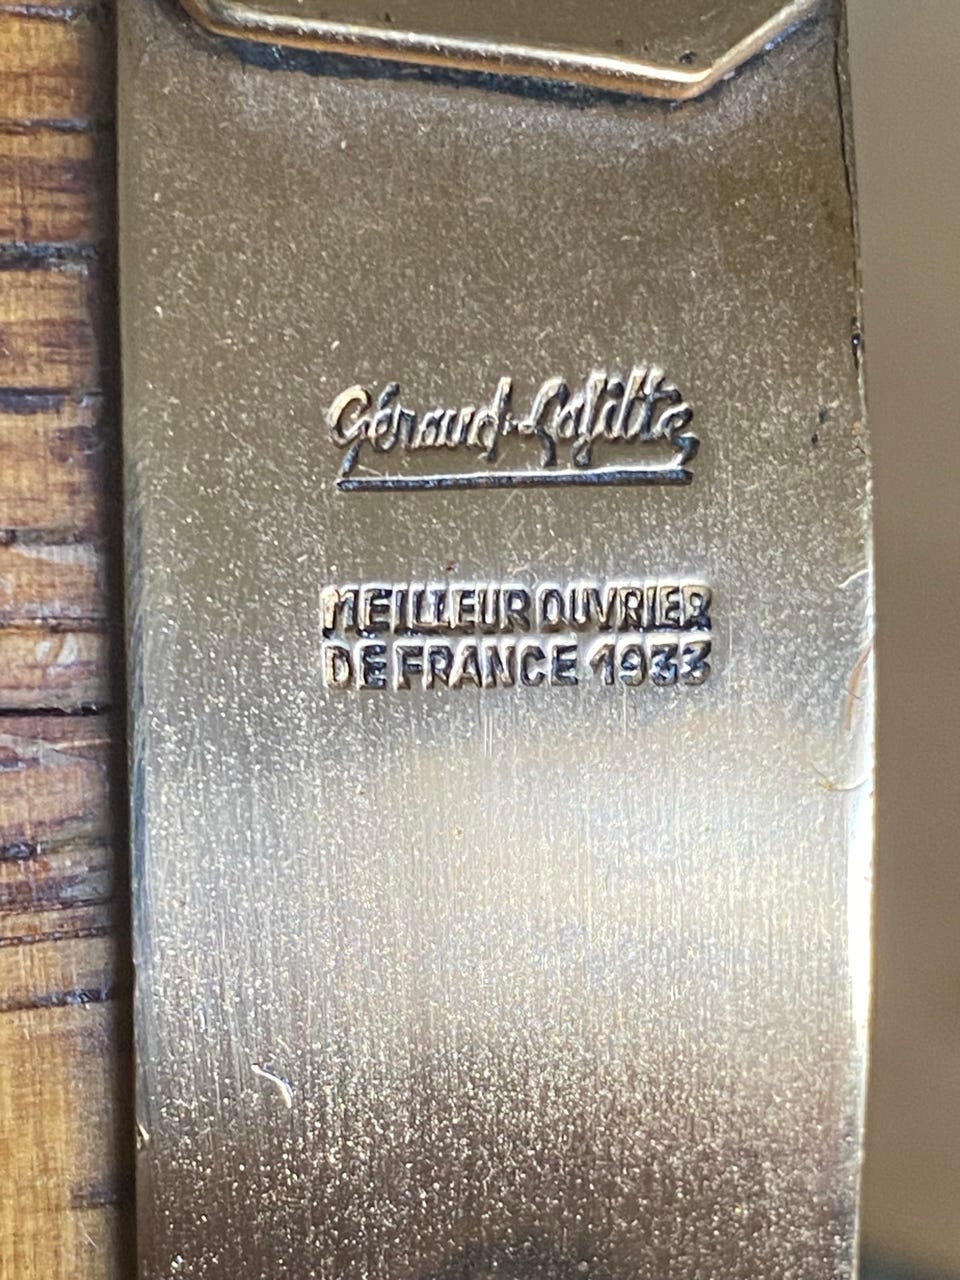 Géraud-Lafitte
MEILLEUR OUVRIER
DE FRANCE 1933